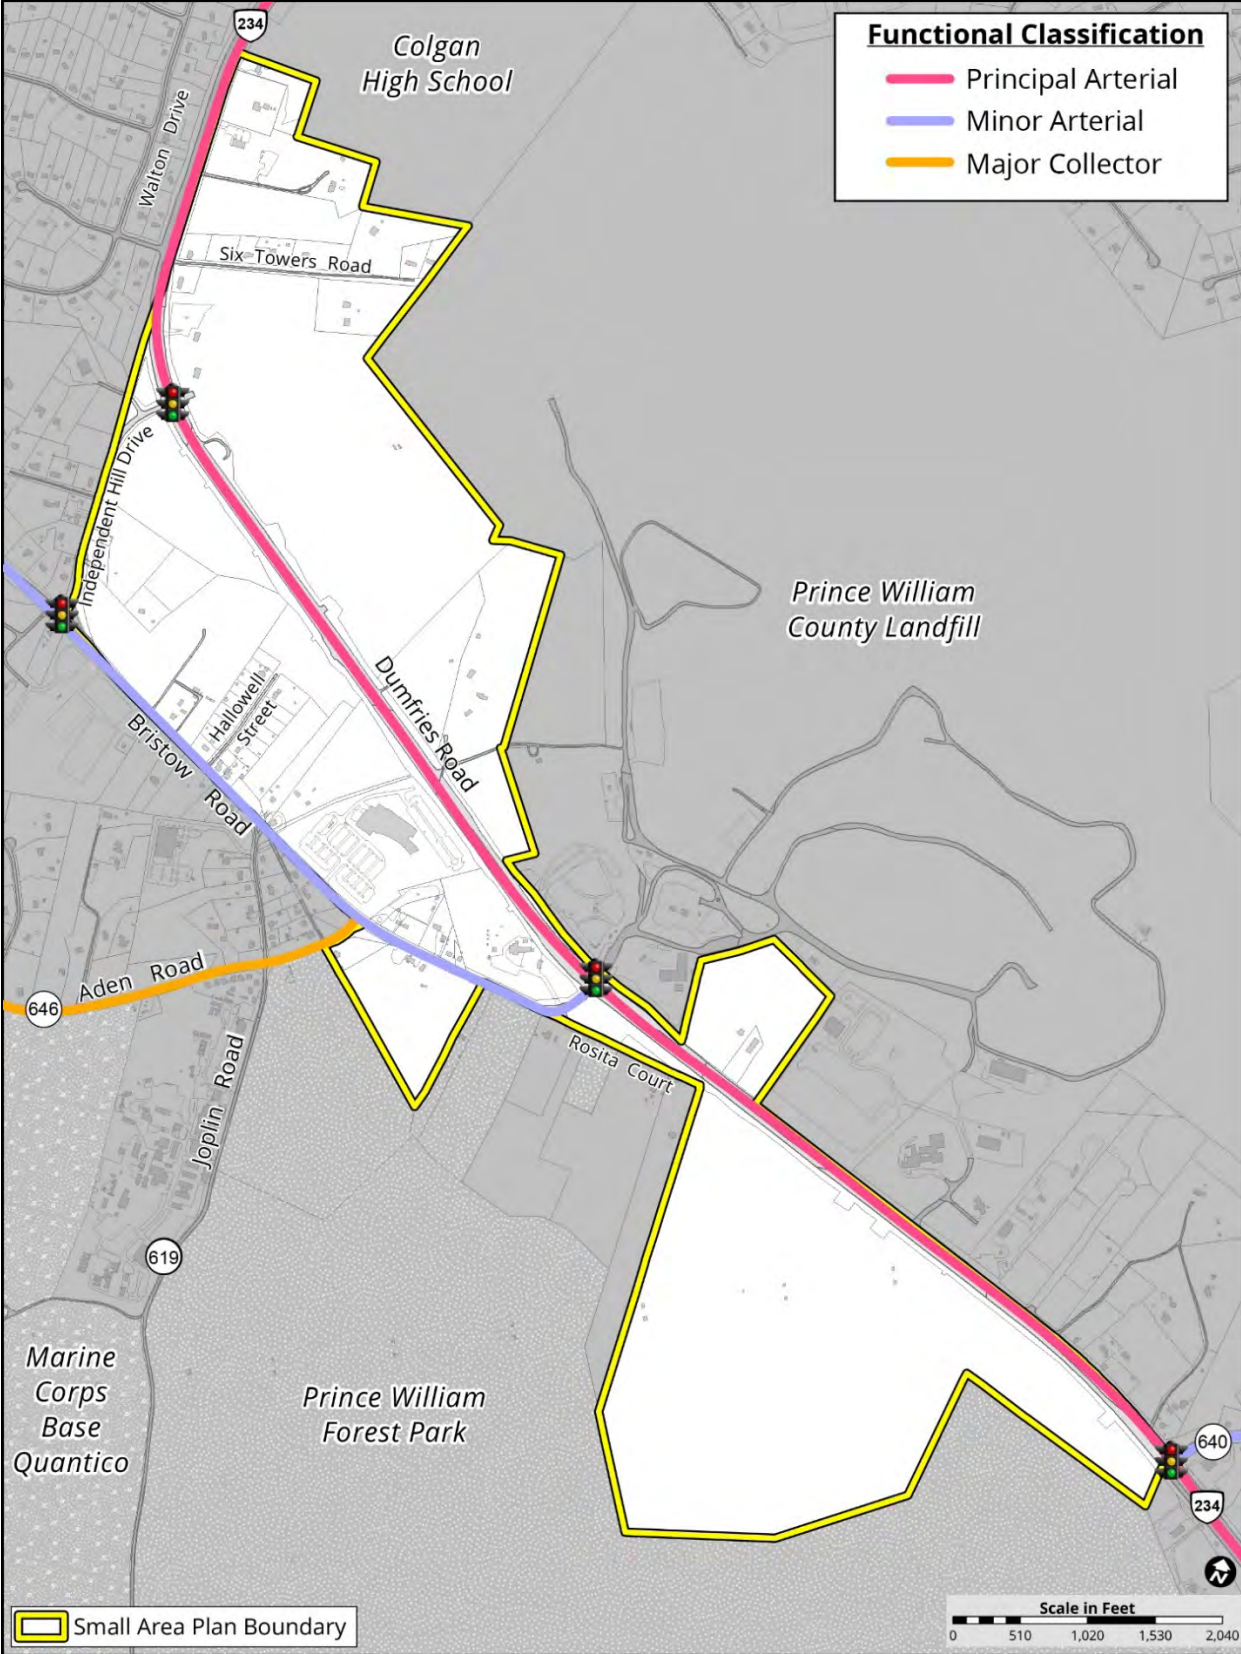 234
Colgan
High School
Functional Classification
Principal Arterial
Minor Arterial
Major Collector
Walton Drive
Six Towers Road
Independent Hill Drive
Prince William
County Landfill
Hallowell
Street
Dumfries Road
Bristow
Road
Aden Road
646
Rosita Court
Joplin Road
619
Marine
Corps
Base
Quantico
Prince William
Forest Park
640
234
N
Small Area Plan Boundary
Scale in Feet
0 510 1,020 1,530 2,040